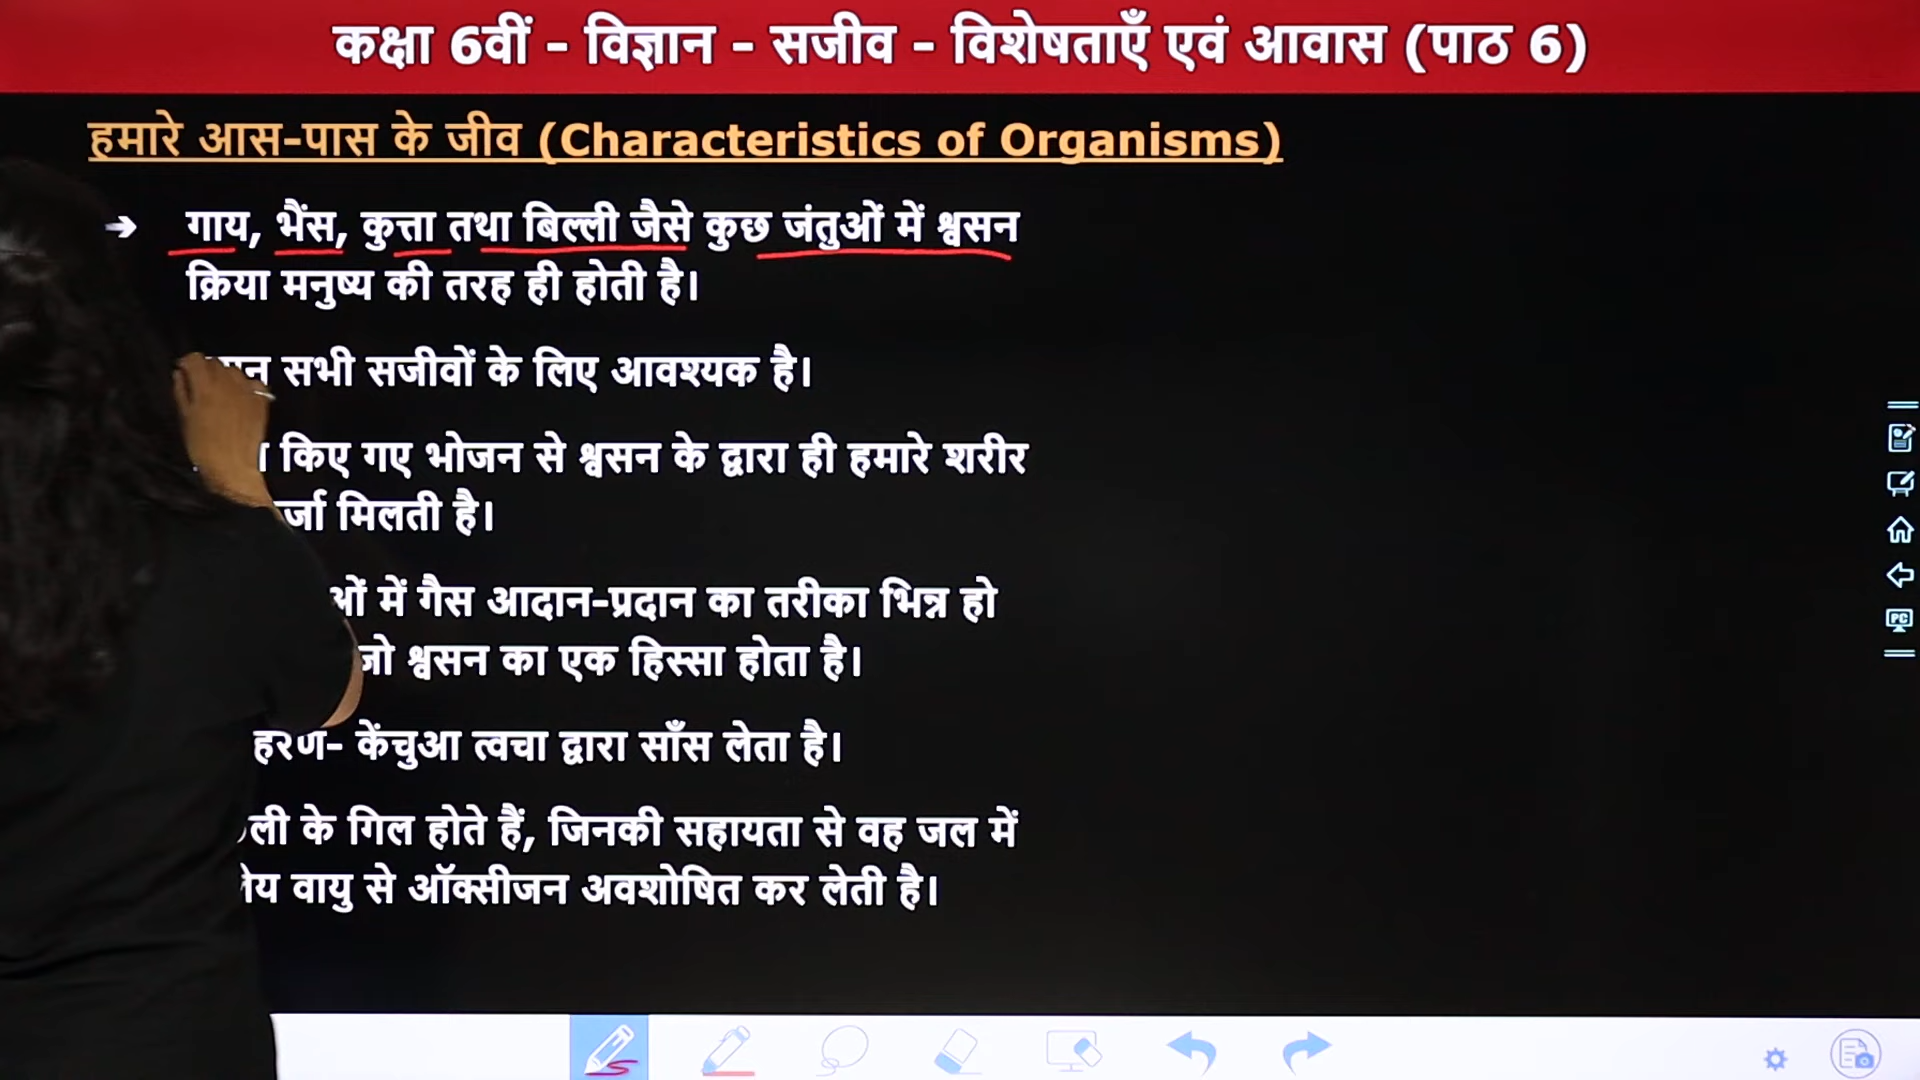 कक्षा 6वीं - विज्ञान - सजीव - विशेषताएँ एवं आवास (पाठ 6)
हमारे आस-पास के जीव (Characteristics of Organisms)
➔ गाय, भैंस, कुत्ता तथा बिल्ली जैसे कुछ जंतुओं में श्वसन
क्रिया मनुष्य की तरह ही होती है।
सभी सजीवों के लिए आवश्यक है।
किए गए भोजन से श्वसन के द्वारा ही हमारे शरीर
मिलती है।
में गैस आदान-प्रदान का तरीका भिन्न हो
जो श्वसन का एक हिस्सा होता है।
केंचुआ त्वचा द्वारा साँस लेता है।
के गिल होते हैं, जिनकी सहायता से वह जल में
वायु से ऑक्सीजन अवशोषित कर लेती है।
PC